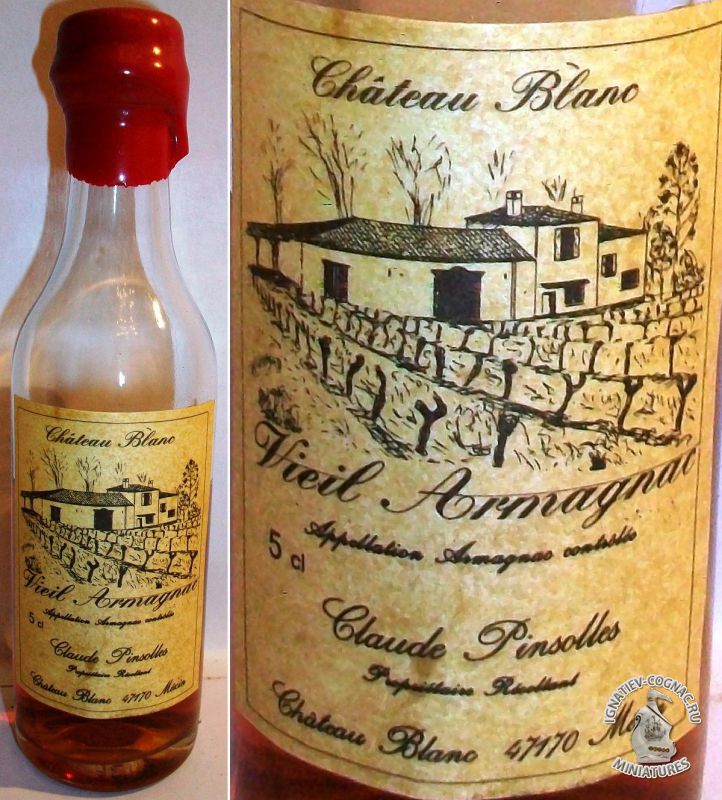 Château Blanc
Vieil Armagnac
5 cl
Appellation Armagnac contrôlée
Claude Pinsolles
Propriétaire Récoltant
Château Blanc 47170 Mézin
Château Blanc
Vieil Armagnac
Appellation Armagnac contrôlée
5 cl
Claude Pinsolles
Propriétaire Récoltant
Château Blanc 47170
IGNATIEV-COGNAC.RU
MINIATURES